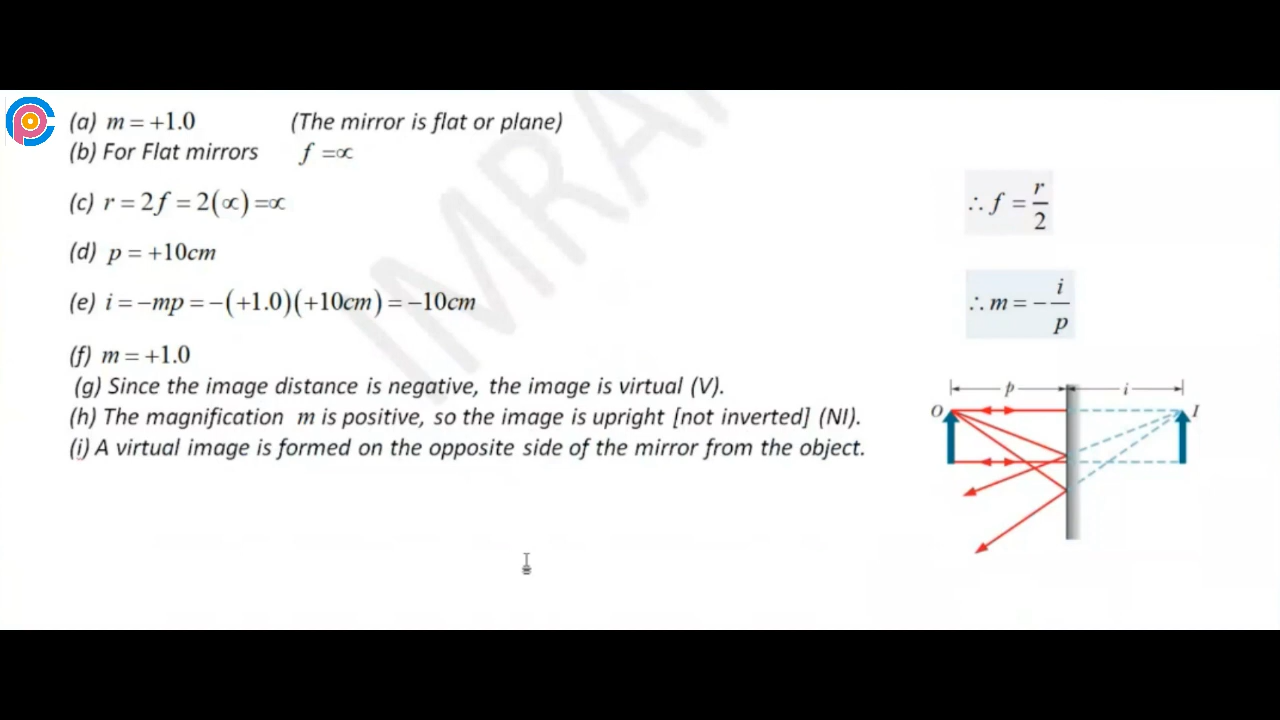 (a) m = +1.0 (The mirror is flat or plane)
(b) For Flat mirrors f =∝
(c) r = 2f = 2(∝)=∝
∴ f = r/2
(d) p = +10cm
(e) i = −mp = −(+1.0)(+10cm) = −10cm
∴ m = − i/p
(f) m = +1.0
(g) Since the image distance is negative, the image is virtual (V).
(h) The magnification m is positive, so the image is upright [not inverted] (NI).
(i) A virtual image is formed on the opposite side of the mirror from the object.
p i
O I
IMRA